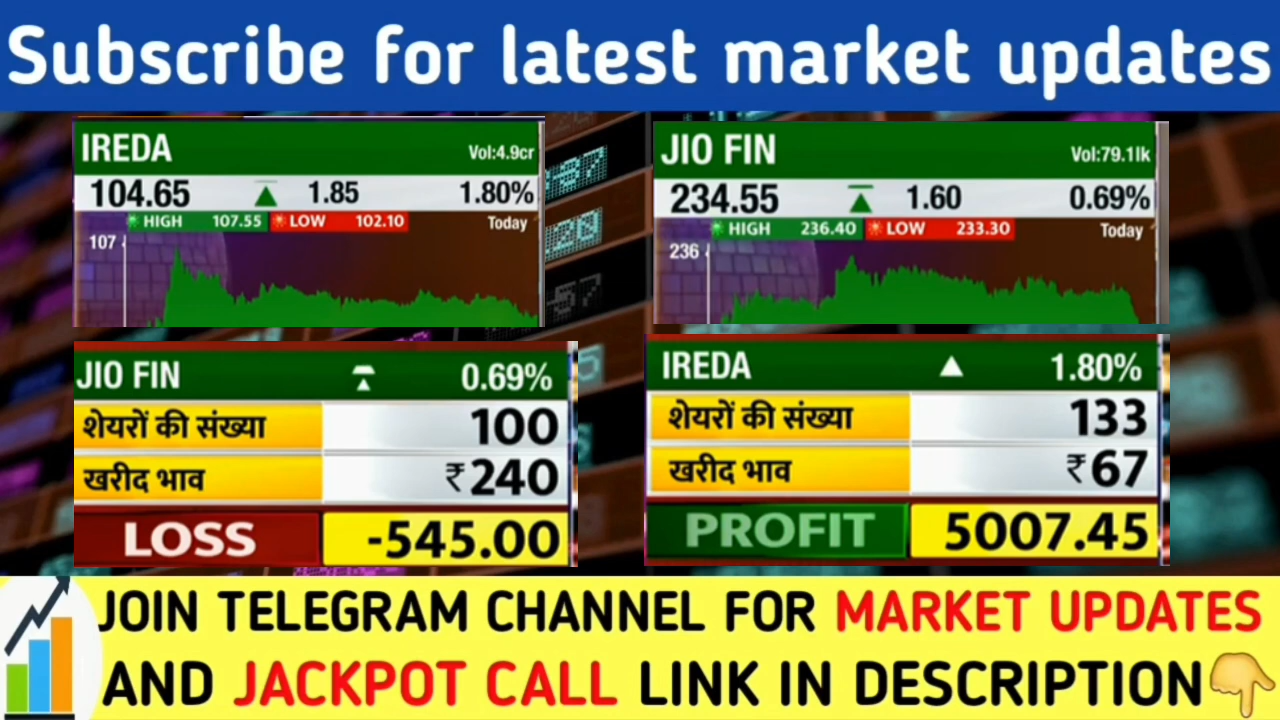 Subscribe for latest market updates
IREDA Vol:4.9cr
104.65 1.85 1.80%
HIGH 107.55 LOW 102.10 Today
107
JIO FIN Vol:79.1lk
234.55 1.60 0.69%
HIGH 236.40 LOW 233.30 Today
236
JIO FIN 0.69%
शेयरों की संख्या 100
खरीद भाव ₹240
LOSS -545.00
IREDA 1.80%
शेयरों की संख्या 133
खरीद भाव ₹67
PROFIT 5007.45
JOIN TELEGRAM CHANNEL FOR MARKET UPDATES
AND JACKPOT CALL LINK IN DESCRIPTION